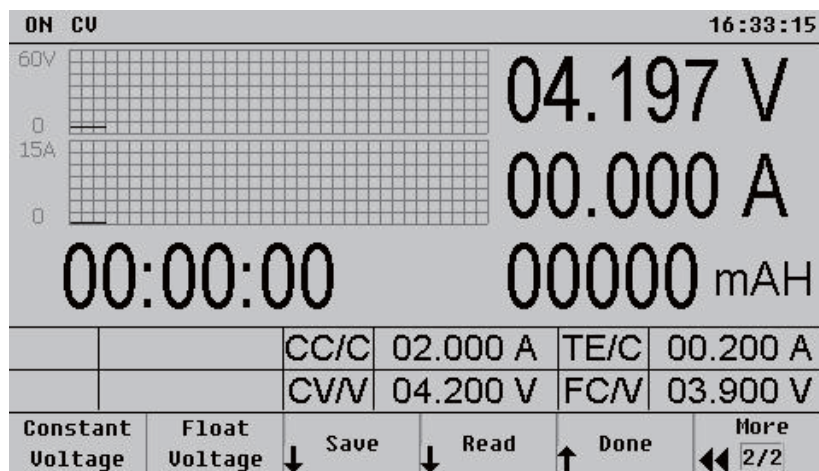 ON CV 16:33:15
60V
04.197 V
0
15A
00.000 A
0
00:00:00 00000 mAH
CC/C 02.000 A TE/C 00.200 A
CV/V 04.200 V FC/V 03.900 V
Constant Voltage
Float Voltage
Save
Read
Done
More
2/2